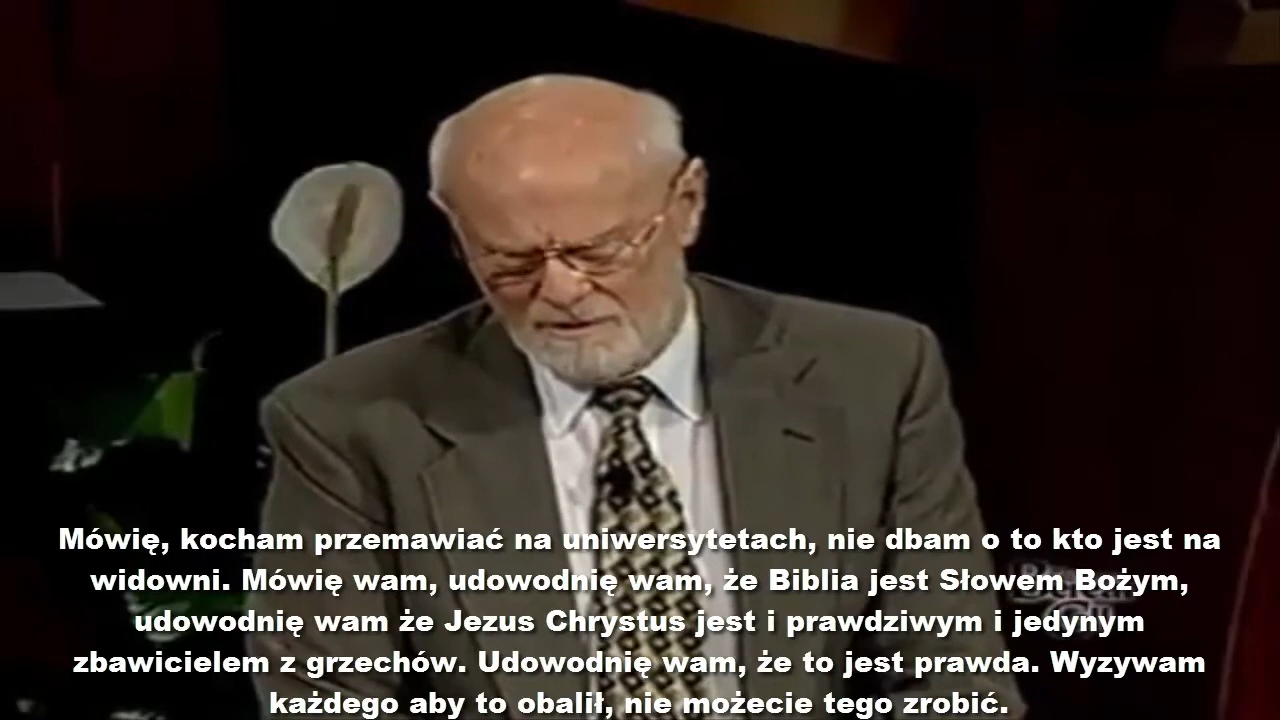 Mówię, kocham przemawiać na uniwersytetach, nie dbam o to kto jest na
widowni. Mówię wam, udowodnię wam, że Biblia jest Słowem Bożym,
udowodnię wam że Jezus Chrystus jest i prawdziwym i jedynym
zbawicielem z grzechów. Udowodnię wam, że to jest prawda. Wyzywam
każdego aby to obalił, nie możecie tego zrobić.